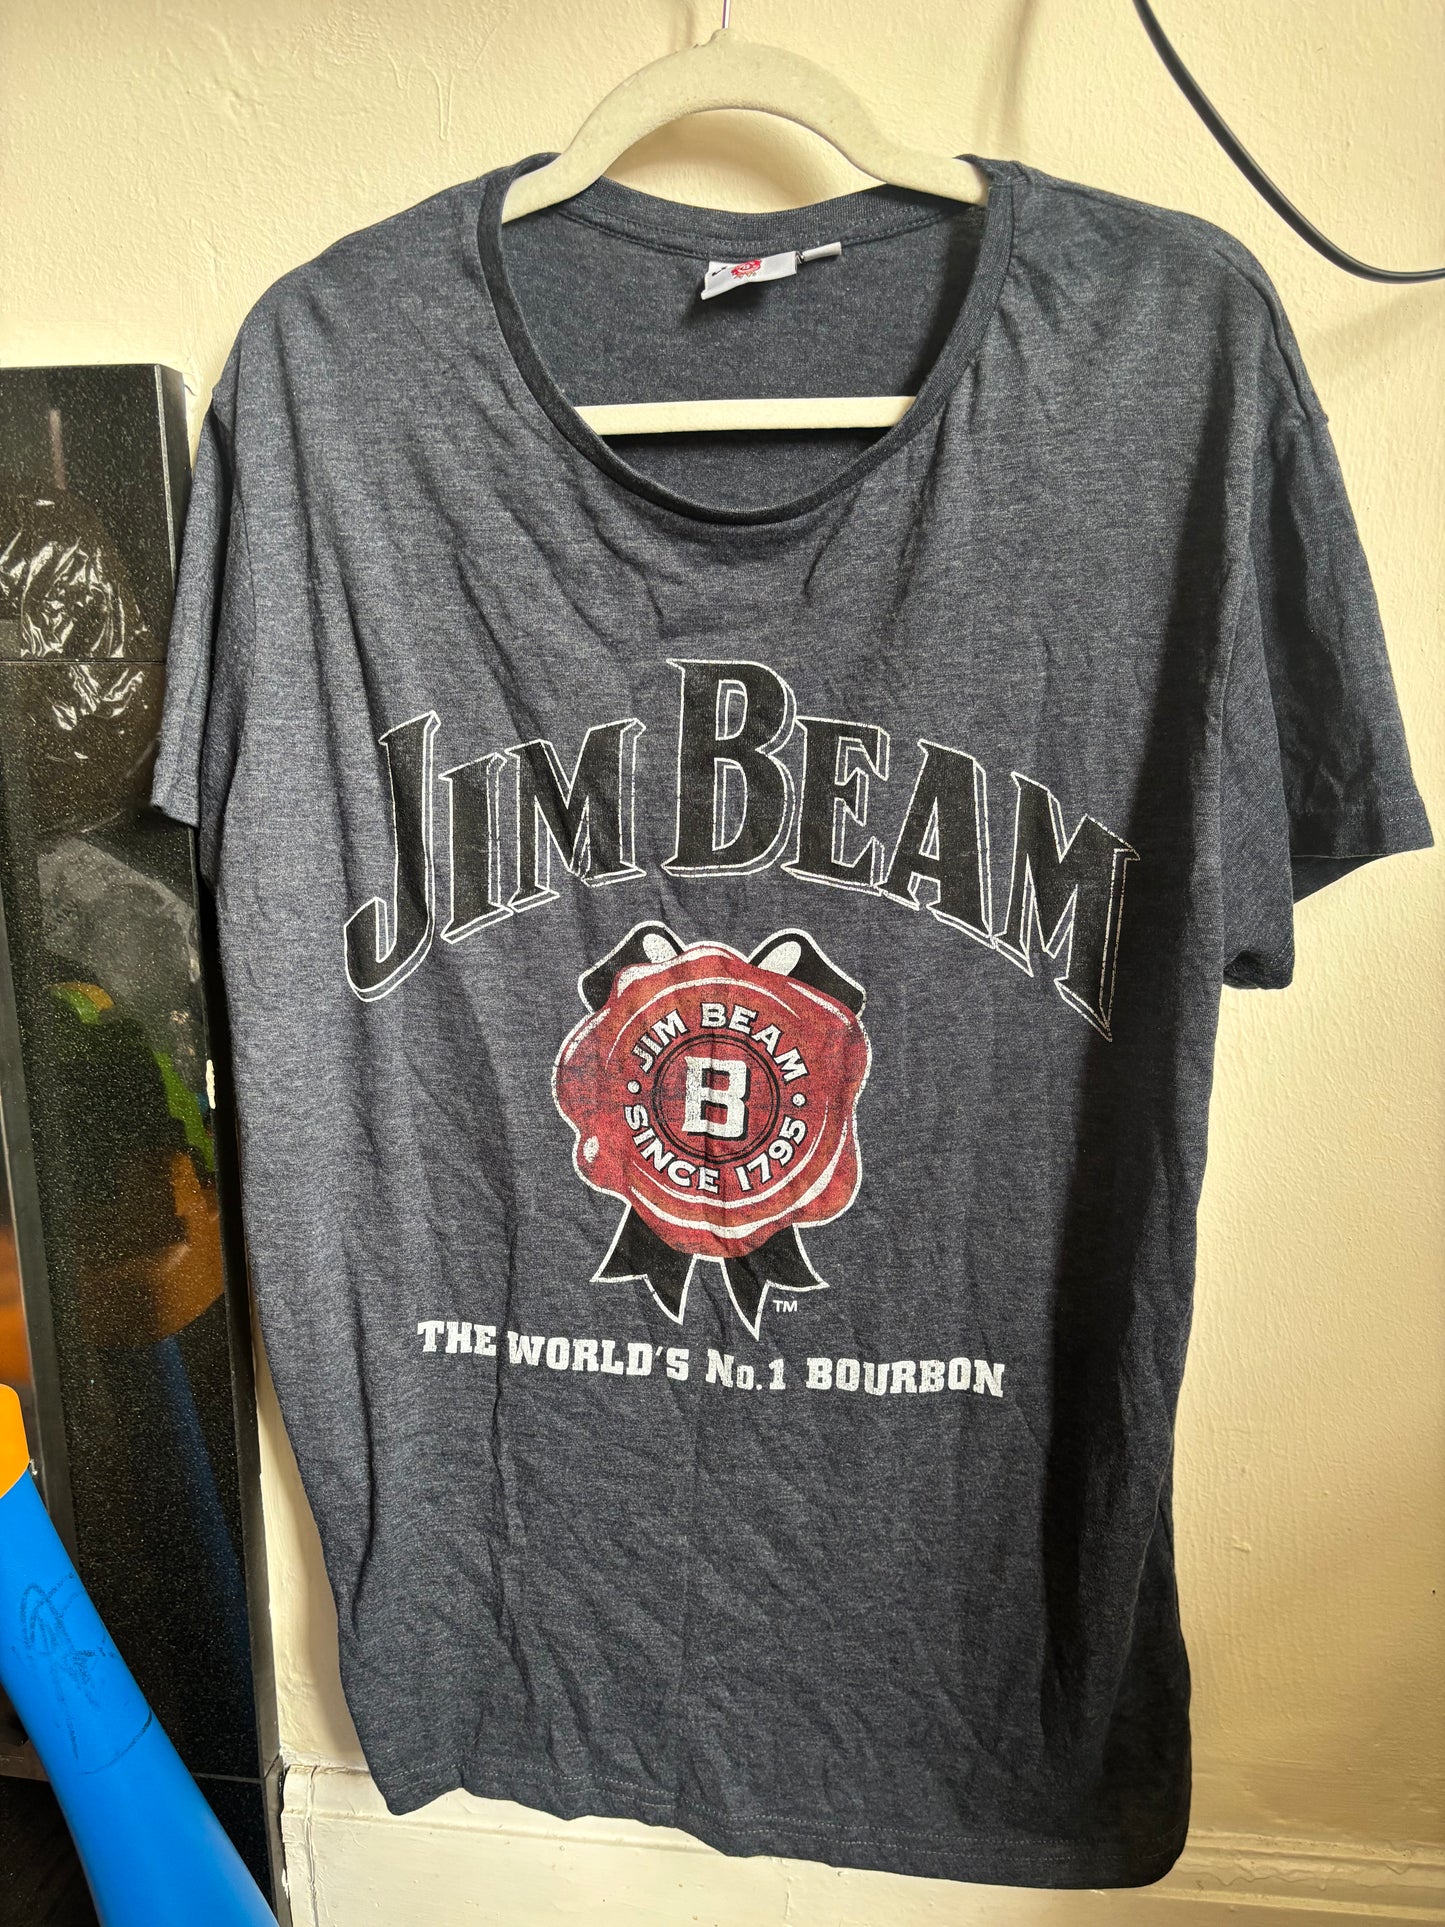 JIM BEAM
JIM BEAM
B
SINCE 1795
TM
THE WORLD'S No.1 BOURBON